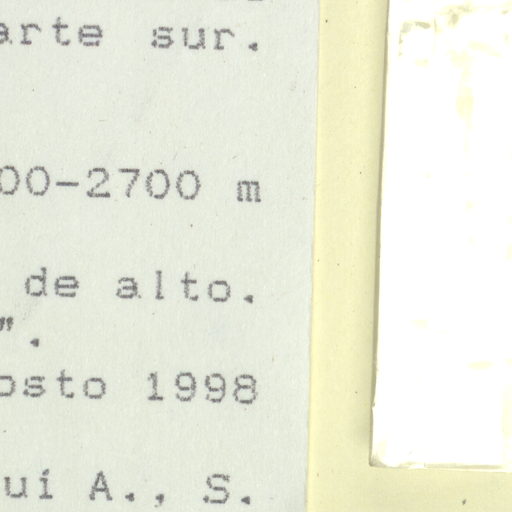 arte sur.
00-2700 m
de alto.
".
osto 1998
uí A., S.